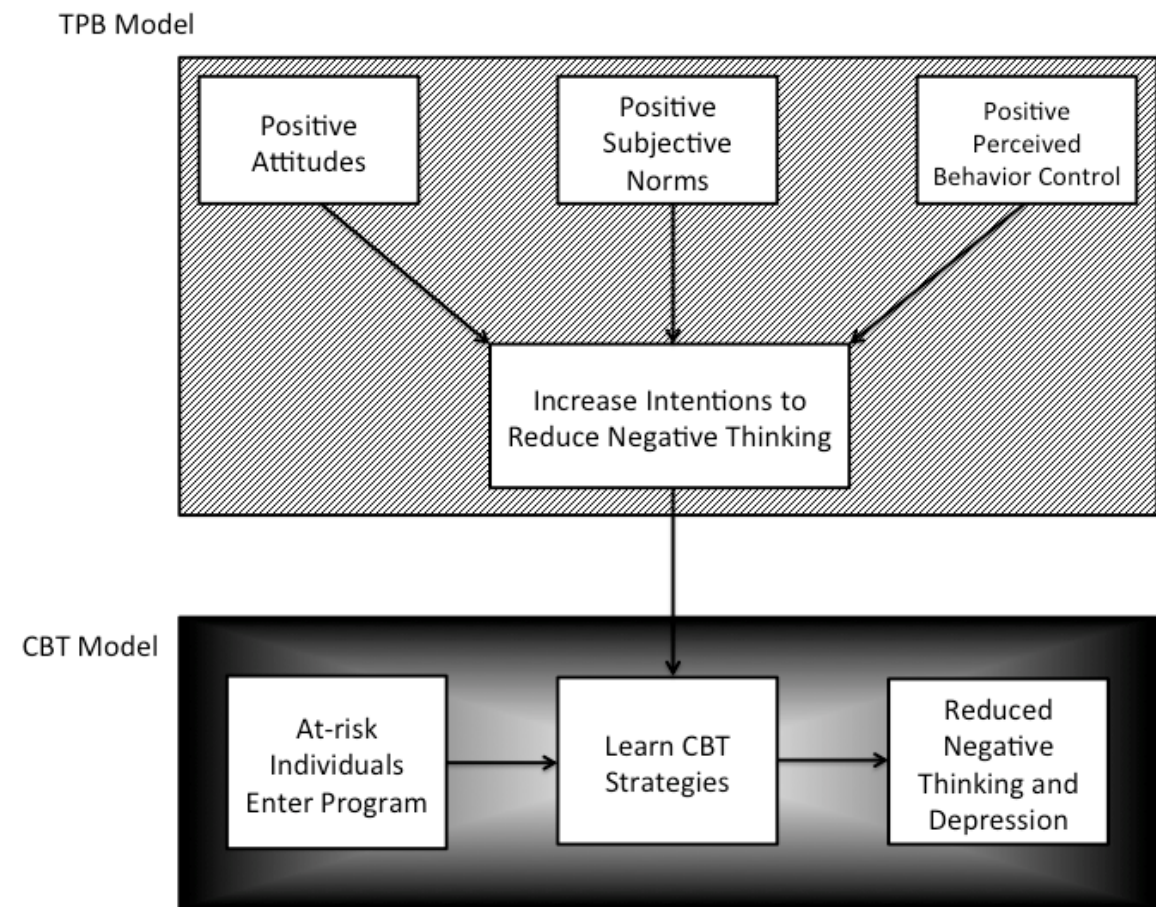 TPB Model
Positive
Attitudes
Positive
Subjective
Norms
Positive
Perceived
Behavior Control
Increase Intentions to
Reduce Negative Thinking
CBT Model
At-risk
Individuals
Enter Program
Learn CBT
Strategies
Reduced
Negative
Thinking and
Depression